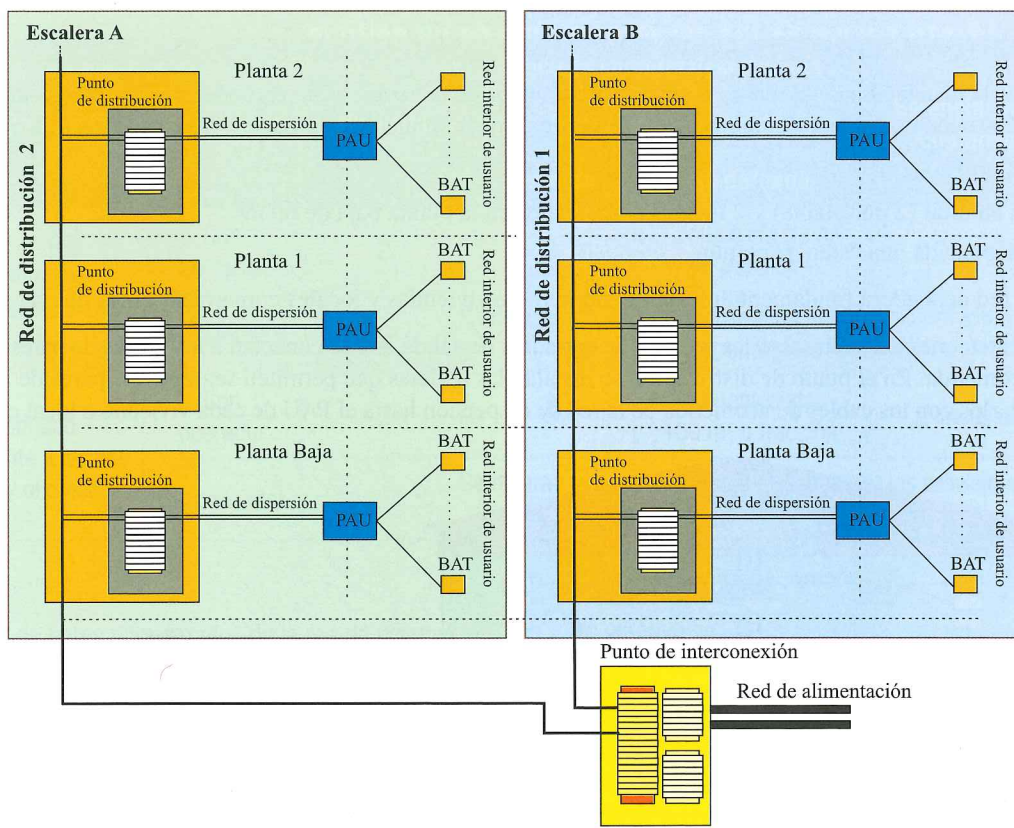 Escalera A
Red de distribución 2
Planta 2
Punto
de distribución
Red de dispersión
PAU
BAT
Red interior de usuario
Planta 1
Punto
de distribución
Red de dispersión
PAU
BAT
BAT
Red interior de usuario
Planta Baja
Punto
de distribución
Red de dispersión
PAU
BAT
BAT
Red interior de usuario
Escalera B
Red de distribución 1
Planta 2
Punto
de distribución
Red de dispersión
PAU
BAT
Red interior de usuario
Planta 1
Punto
de distribución
Red de dispersión
PAU
BAT
BAT
Red interior de usuario
Planta Baja
Punto
de distribución
Red de dispersión
PAU
BAT
BAT
Red interior de usuario
Punto de interconexión
Red de alimentación